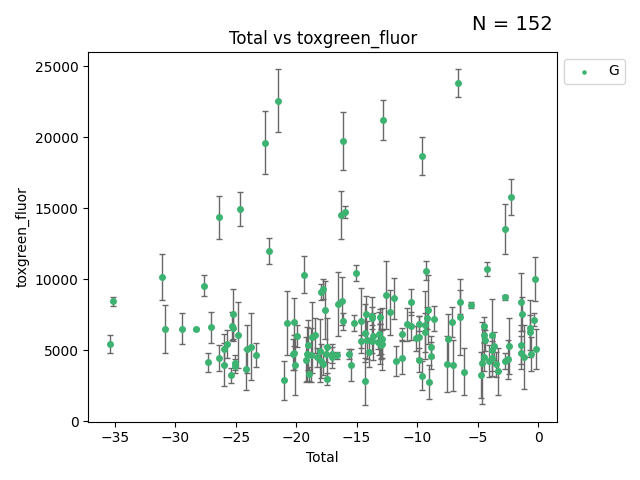 N = 152
Total vs toxgreen_fluor
G
toxgreen_fluor
25000
20000
15000
10000
5000
0
−35 −30 −25 −20 −15 −10 −5 0
Total